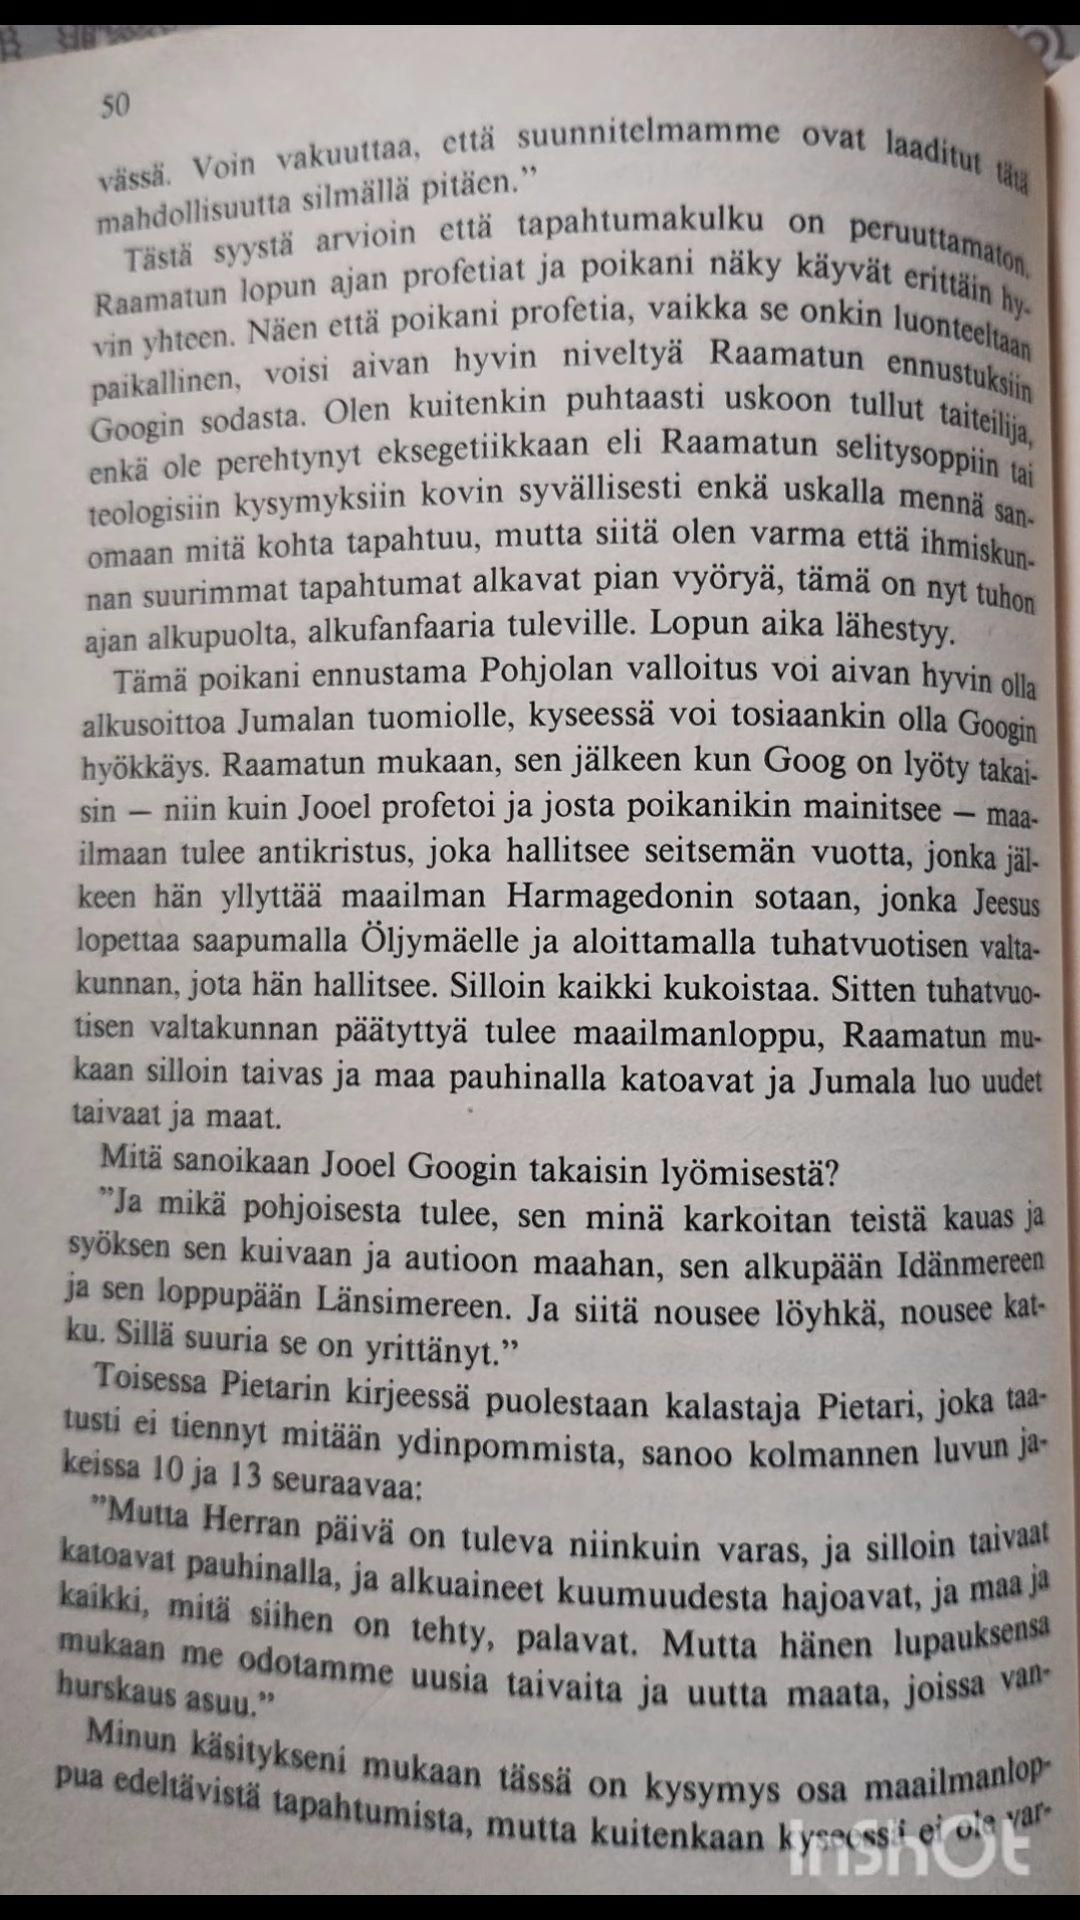 50
vässä. Voin vakuuttaa, että suunnitelmamme ovat laaditut tätä
mahdollisuutta silmällä pitäen.”
Tästä syystä arvioin että tapahtumakulku on peruuttamaton.
Raamatun lopun ajan profetiat ja poikani näky käyvät erittäin hy-
vin yhteen. Näen että poikani profetia, vaikka se onkin luonteeltaan
paikallinen, voisi aivan hyvin niveltyä Raamatun ennustuksiin
Googin sodasta. Olen kuitenkin puhtaasti uskoon tullut taiteilija,
enkä ole perehtynyt eksegetiikkaan eli Raamatun selitysoppiin tai
teologisiin kysymyksiin kovin syvällisesti enkä uskalla mennä san-
omaan mitä kohta tapahtuu, mutta siitä olen varma että ihmiskun-
nan suurimmat tapahtumat alkavat pian vyöryä, tämä on nyt tuhon
ajan alkupuolta, alkufanfaaria tuleville. Lopun aika lähestyy.
Tämä poikani ennustama Pohjolan valloitus voi aivan hyvin olla
alkusoittoa Jumalan tuomiolle, kyseessä voi tosiaankin olla Googin
hyökkäys. Raamatun mukaan, sen jälkeen kun Goog on lyöty takai-
sin — niin kuin Jooel profetoi ja josta poikanikin mainitsee — maa-
ilmaan tulee antikristus, joka hallitsee seitsemän vuotta, jonka jäl-
keen hän yllyttää maailman Harmagedonin sotaan, jonka Jeesus
lopettaa saapumalla Öljymäelle ja aloittamalla tuhatvuotisen valta-
kunnan, jota hän hallitsee. Silloin kaikki kukoistaa. Sitten tuhatvuo-
tisen valtakunnan päätyttyä tulee maailmanloppu, Raamatun mu-
kaan silloin taivas ja maa pauhinalla katoavat ja Jumala luo uudet
taivaat ja maat.
Mitä sanoikaan Jooel Googin takaisin lyömisestä?
”Ja mikä pohjoisesta tulee, sen minä karkoitan teistä kauas ja
syöksen sen kuivaan ja autioon maahan, sen alkupään Idänmereen
ja sen loppupään Länsimereen. Ja siitä nousee löyhkä, nousee kat-
ku. Sillä suuria se on yrittänyt.”
Toisessa Pietarin kirjeessä puolestaan kalastaja Pietari, joka taa-
tusti ei tiennyt mitään ydinpommista, sanoo kolmannen luvun ja-
keissa 10 ja 13 seuraavaa:
”Mutta Herran päivä on tuleva niinkuin varas, ja silloin taivaat
katoavat pauhinalla, ja alkuaineet kuumuudesta hajoavat, ja maa ja
kaikki, mitä siihen on tehty, palavat. Mutta hänen lupauksensa
mukaan me odotamme uusia taivaita ja uutta maata, joissa van-
hurskaus asuu.”
Minun käsitykseni mukaan tässä on kysymys osa maailmanlop-
pua edeltävistä tapahtumista, mutta kuitenkaan kyseessä ei ole var-
InShOt